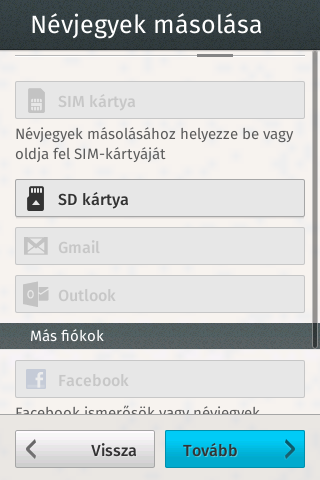 Névjegyek másolása
SIM kártya
Névjegyek másolásához helyezze be vagy
oldja fel SIM-kártyáját
SD kártya
Gmail
Outlook
Más fiókok
Facebook
Facebook ismerősök vagy névjegyek
Vissza
Tovább